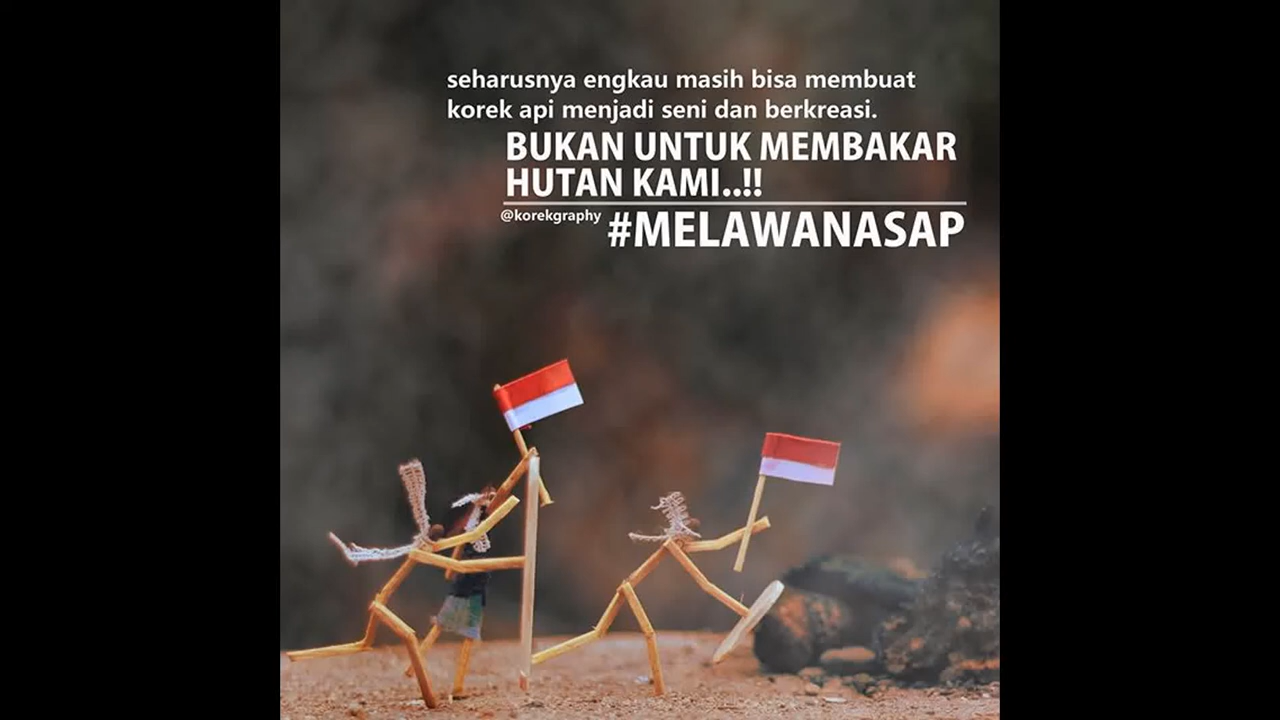 seharusnya engkau masih bisa membuat
korek api menjadi seni dan berkreasi.
BUKAN UNTUK MEMBAKAR
HUTAN KAMI..!!
@korekgraphy #MELAWANASAP